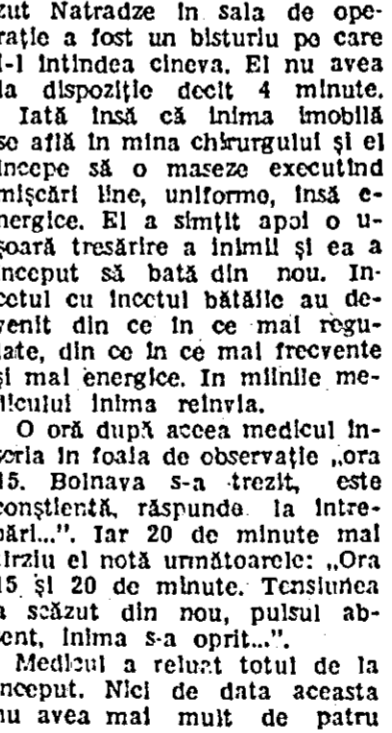 zut Natradze în sala de ope-
rație a fost un bisturiu pe care
i-l întindea cineva. El nu avea
la dispoziție decît 4 minute.
Iată însă că inima imobilă
se află în mîna chirurgului și el
începe să o maseze executînd
mișcări line, uniforme, însă e-
nergice. El a simțit apoi o u-
șoară tresărire a inimii și ea a
început să bată din nou. În-
cetul cu încetul bătăile au de-
venit din ce în ce mai regu-
late, din ce în ce mai frecvente
și mai energice. In mîinile me-
dicului inima reînvia.
O oră după aceea medicul în-
scria în foaia de observație „ora
15. Bolnava s-a trezit, este
conștientă, răspunde la între-
bări...”. Iar 20 de minute mai
tîrziu el notă următoarele: „Ora
15 și 20 de minute. Tensiunea
a scăzut din nou, pulsul ab-
sent, inima s-a oprit...”.
Medicul a reluat totul de la
început. Nici de data aceasta
nu avea mai mult de patru